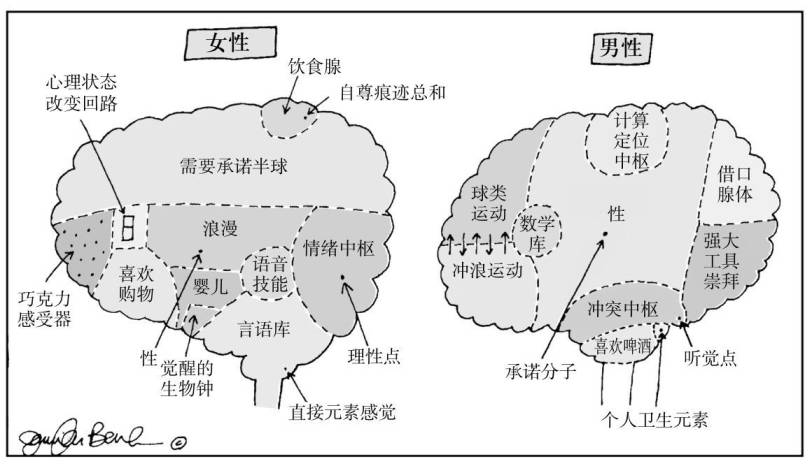 女性
饮食腺
自尊痕迹总和
心理状态
改变回路
需要承诺半球
浪漫
情绪中枢
语音
技能
喜欢
购物
婴儿
言语库
巧克力
感受器
性
觉醒的
生物钟
理性点
直接元素感觉
©
男性
计算
定位
中枢
借口
腺体
球类
运动
性
数学
库
冲浪运动
强大
工具
崇拜
冲突中枢
喜欢啤酒
听觉点
承诺分子
个人卫生元素